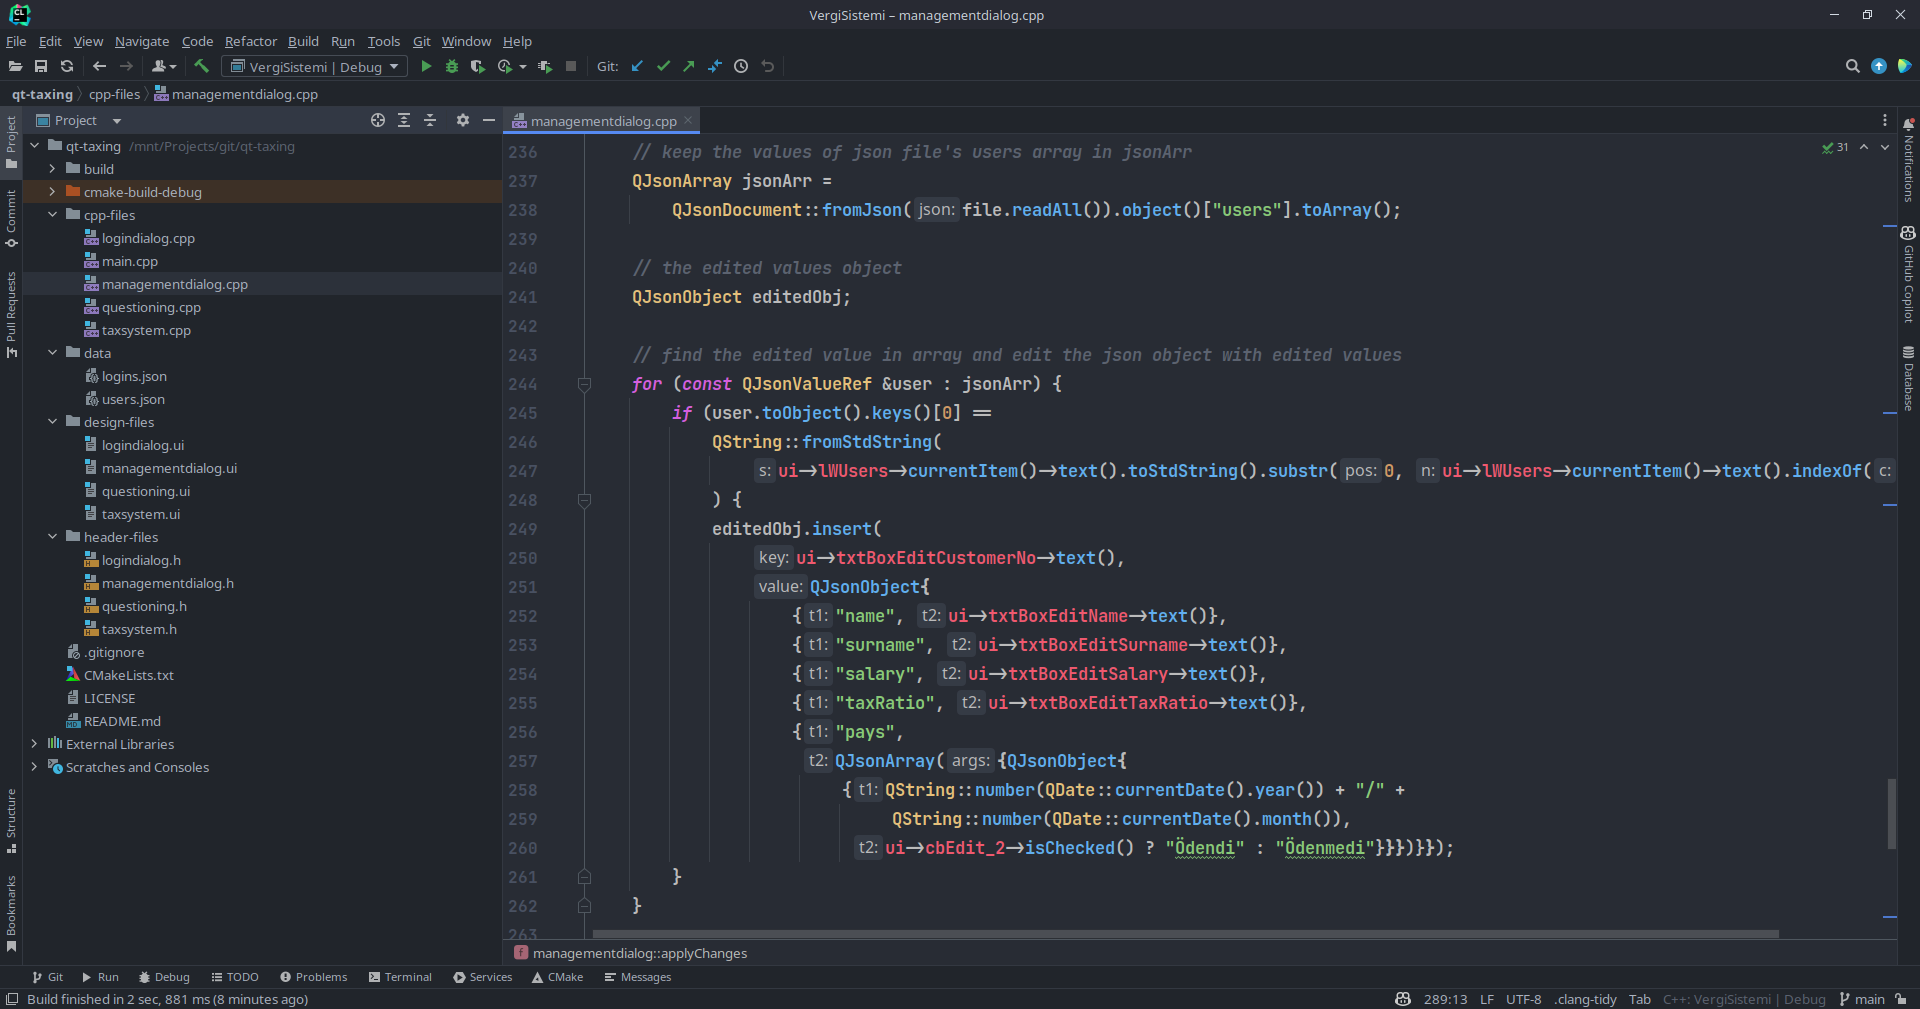 VergiSistemi – managementdialog.cpp
File Edit View Navigate Code Refactor Build Run Tools Git Window Help
VergiSistemi | Debug Git:
qt-taxing cpp-files managementdialog.cpp
Project managementdialog.cpp
qt-taxing /mnt/Projects/git/qt-taxing
build
cmake-build-debug
cpp-files
logindialog.cpp
main.cpp
managementdialog.cpp
questioning.cpp
taxsystem.cpp
data
logins.json
users.json
design-files
logindialog.ui
managementdialog.ui
questioning.ui
taxsystem.ui
header-files
logindialog.h
managementdialog.h
questioning.h
taxsystem.h
.gitignore
CMakeLists.txt
LICENSE
README.md
External Libraries
Scratches and Consoles
Project
Commit
Pull Requests
Structure
Bookmarks
31
236 // keep the values of json file's users array in jsonArr
237 QJsonArray jsonArr =
238 QJsonDocument::fromJson( json: file.readAll()).object()["users"].toArray();
239
240 // the edited values object
241 QJsonObject editedObj;
242
243 // find the edited value in array and edit the json object with edited values
244 for (const QJsonValueRef &user : jsonArr) {
245 if (user.toObject().keys()[0] ==
246 QString::fromStdString(
247 s: ui->lWUsers->currentItem()->text().toStdString().substr( pos: 0, n: ui->lWUsers->currentItem()->text().indexOf( c:
248 ) {
249 editedObj.insert(
250 key: ui->txtBoxEditCustomerNo->text(),
251 value: QJsonObject{
252 { t1: "name", t2: ui->txtBoxEditName->text()},
253 { t1: "surname", t2: ui->txtBoxEditSurname->text()},
254 { t1: "salary", t2: ui->txtBoxEditSalary->text()},
255 { t1: "taxRatio", t2: ui->txtBoxEditTaxRatio->text()},
256 { t1: "pays",
257 t2: QJsonArray( args: {QJsonObject{
258 { t1: QString::number(QDate::currentDate().year()) + "/" +
259 QString::number(QDate::currentDate().month()),
260 t2: ui->cbEdit_2->isChecked() ? "Ödendi" : "Ödenmedi"}}})}});
261 }
262 }
263
managementdialog::applyChanges
Notifications
GitHub Copilot
Database
Git Run Debug TODO Problems Terminal Services CMake Messages
Build finished in 2 sec, 881 ms (8 minutes ago) 289:13 LF UTF-8 .clang-tidy Tab C++: VergiSistemi | Debug main